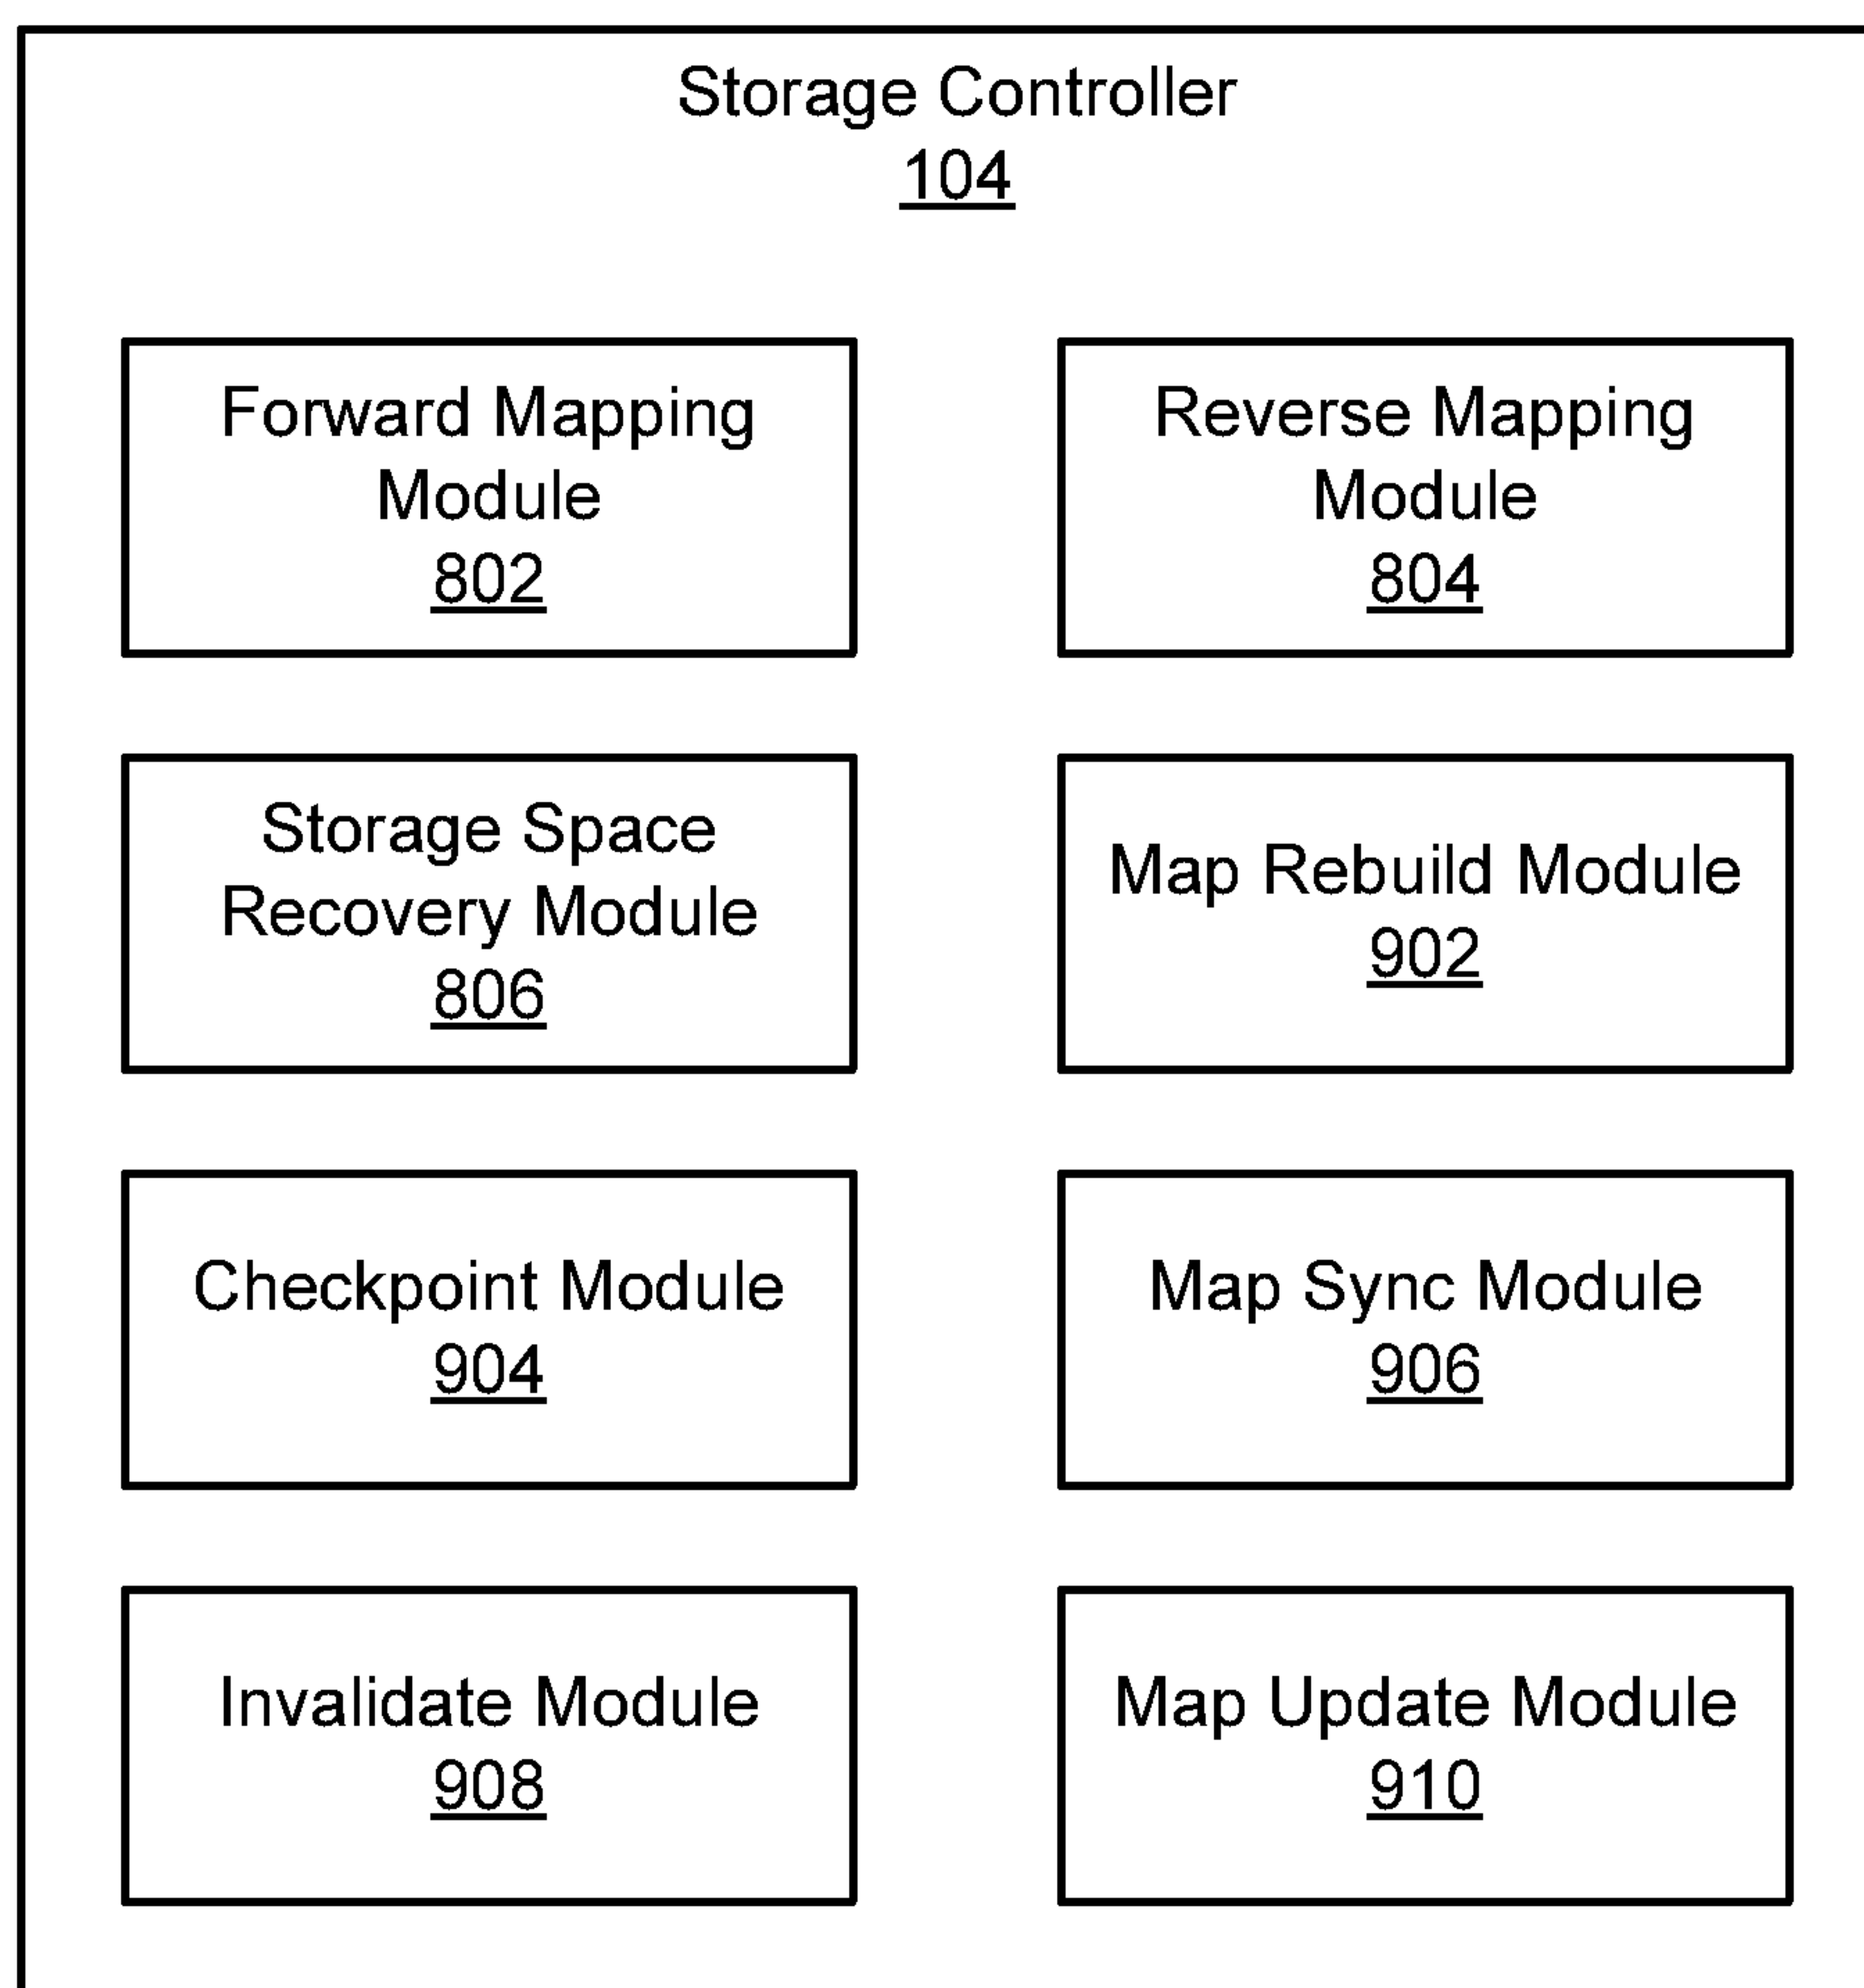 Storage Controller
104
Forward Mapping
Module
802
Reverse Mapping
Module
804
Storage Space
Recovery Module
806
Map Rebuild Module
902
Checkpoint Module
904
Map Sync Module
906
Invalidate Module
908
Map Update Module
910